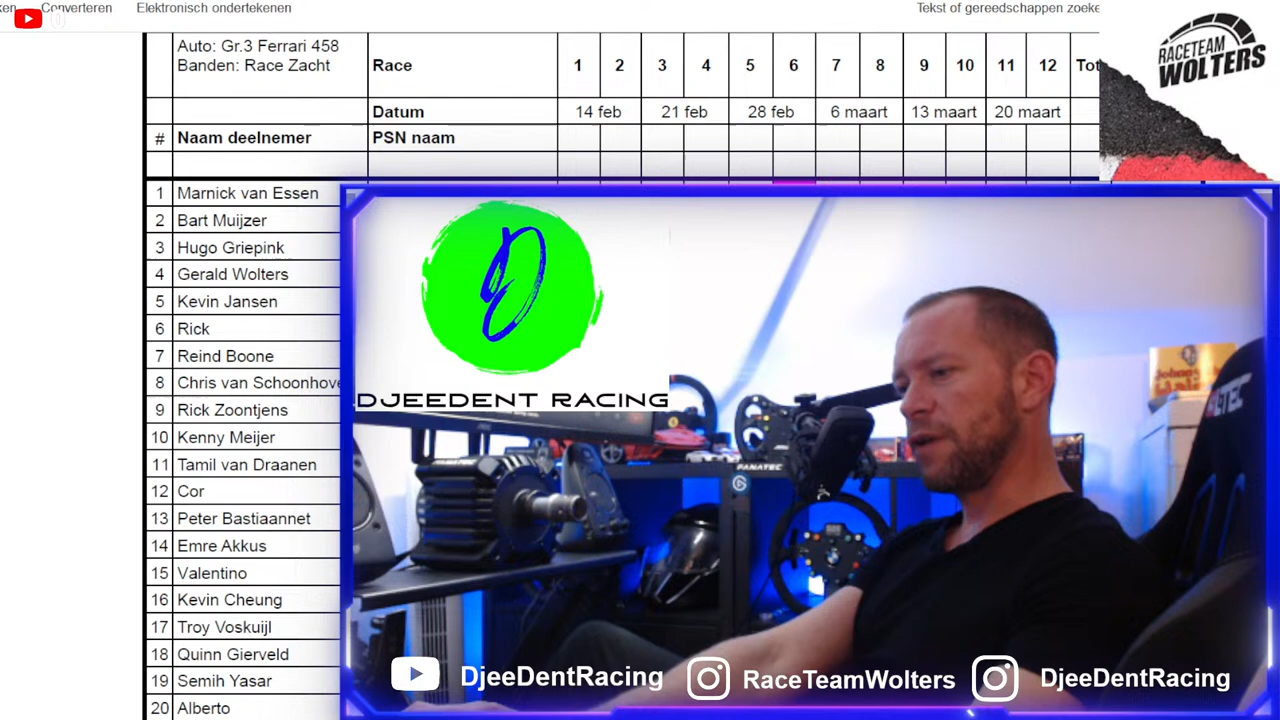 Converteren
Elektronisch ondertekenen
Tekst of gereedschappen zoeke
RACETEAM
WOLTERS
Auto: Gr.3 Ferrari 458
Banden: Race Zacht
Race
1 2 3 4 5 6 7 8 9 10 11 12 Tot
Datum
14 feb 21 feb 28 feb 6 maart 13 maart 20 maart
# Naam deelnemer PSN naam
1 Marnick van Essen
2 Bart Muijzer
3 Hugo Griepink
4 Gerald Wolters
5 Kevin Jansen
6 Rick
7 Reind Boone
8 Chris van Schoonhove
9 Rick Zoontjens
10 Kenny Meijer
11 Tamil van Draanen
12 Cor
13 Peter Bastiaannet
14 Emre Akkus
15 Valentino
16 Kevin Cheung
17 Troy Voskuijl
18 Quinn Gierveld
19 Semih Yasar
20 Alberto
D
DJEEDENT RACING
FANATEC
FANATEC
DjeeDentRacing
RaceTeamWolters
DjeeDentRacing